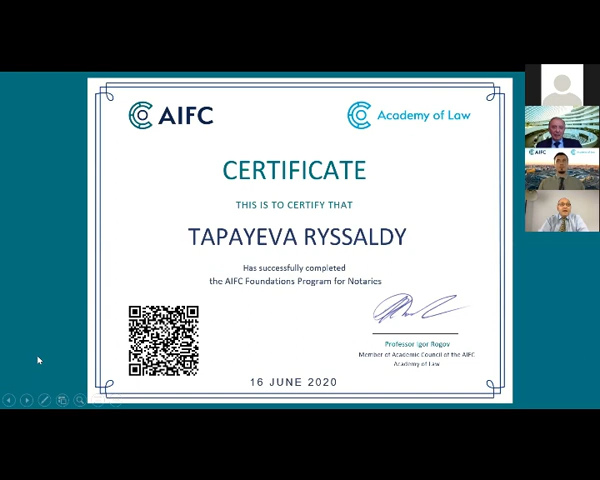 AIFC
Academy of Law
CERTIFICATE
THIS IS TO CERTIFY THAT
TAPAYEVA RYSSALDY
Has successfully completed
the AIFC Foundations Program for Notaries
Professor Igor Rogov
Member of Academic Council of the AIFC
Academy of Law
16 JUNE 2020
AIFC